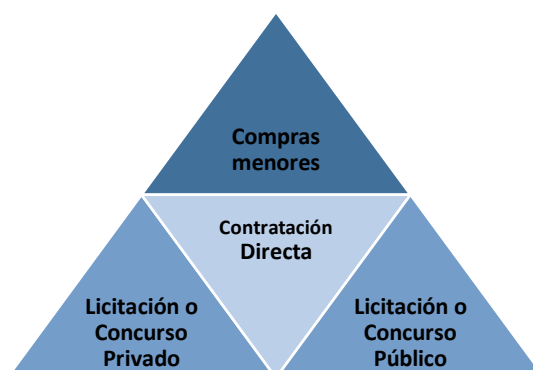 Compras
menores
Contratación
Directa
Licitación o
Concurso
Privado
Licitación o
Concurso
Público